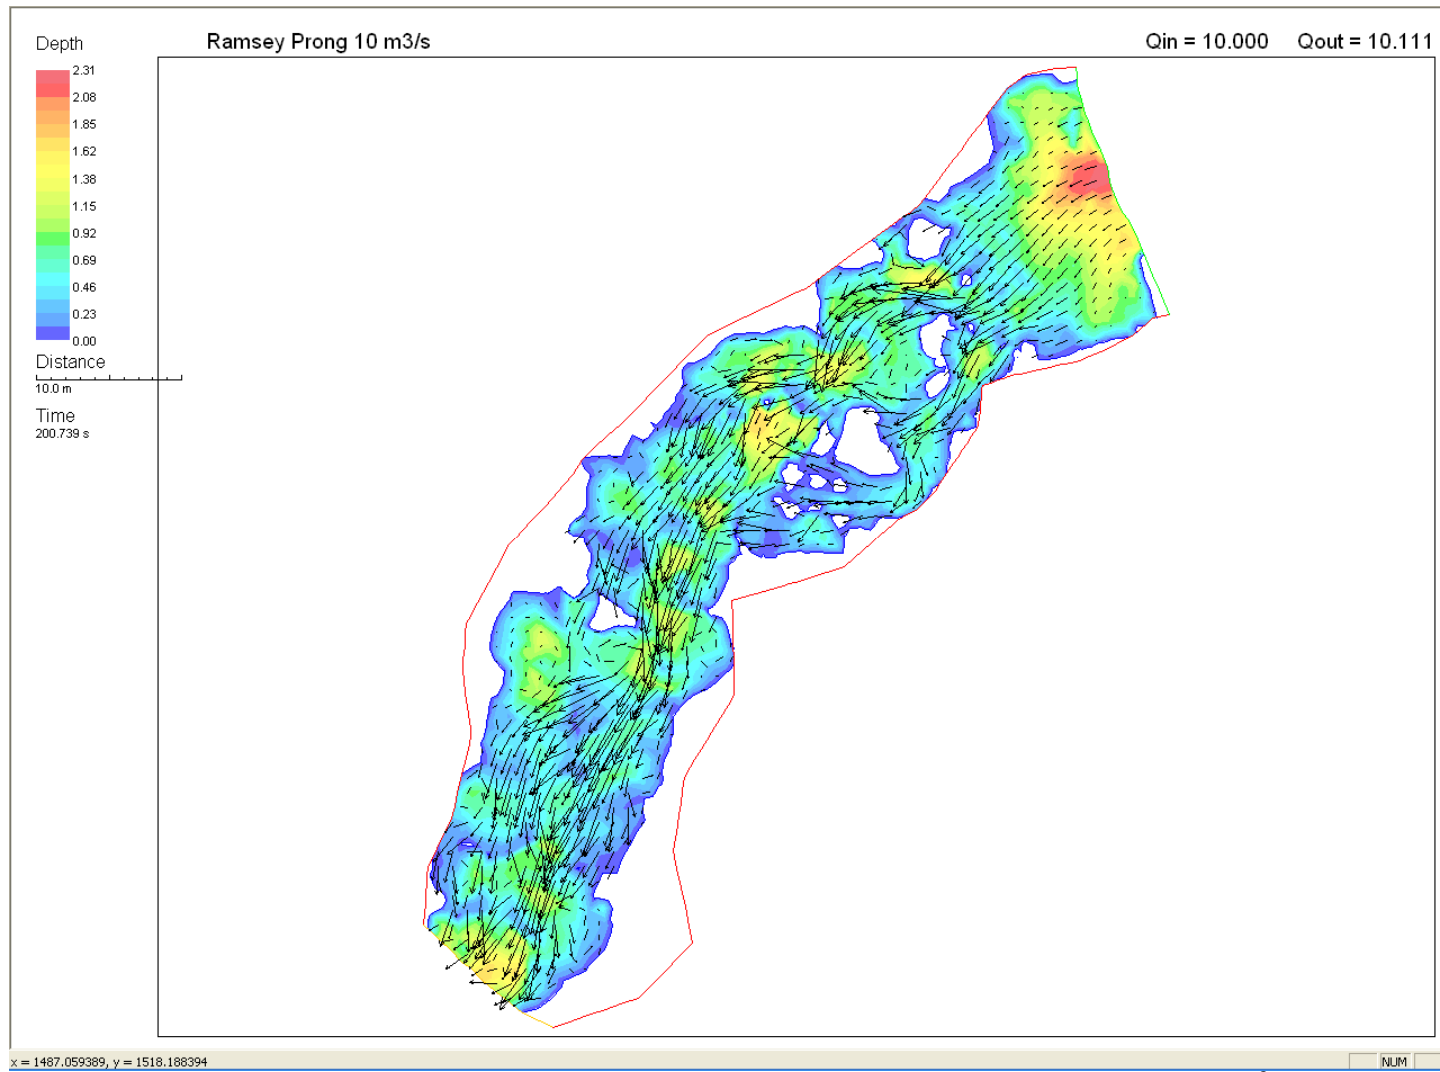 Depth
Ramsey Prong 10 m3/s
Qin = 10.000 Qout = 10.111
2.31
2.08
1.85
1.62
1.38
1.15
0.92
0.69
0.46
0.23
0.00
Distance
10.0 m
Time
200.739 s
x = 1487.059389, y = 1518.188394
NUM